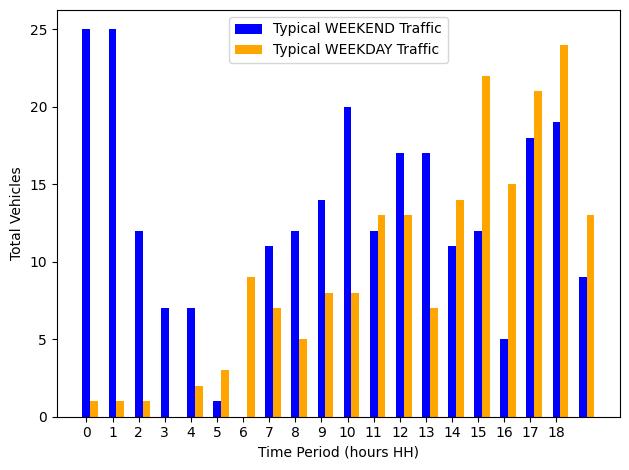 Typical WEEKEND Traffic
Typical WEEKDAY Traffic
25
20
15
10
5
0
Total Vehicles
0 1 2 3 4 5 6 7 8 9 10 11 12 13 14 15 16 17 18
Time Period (hours HH)